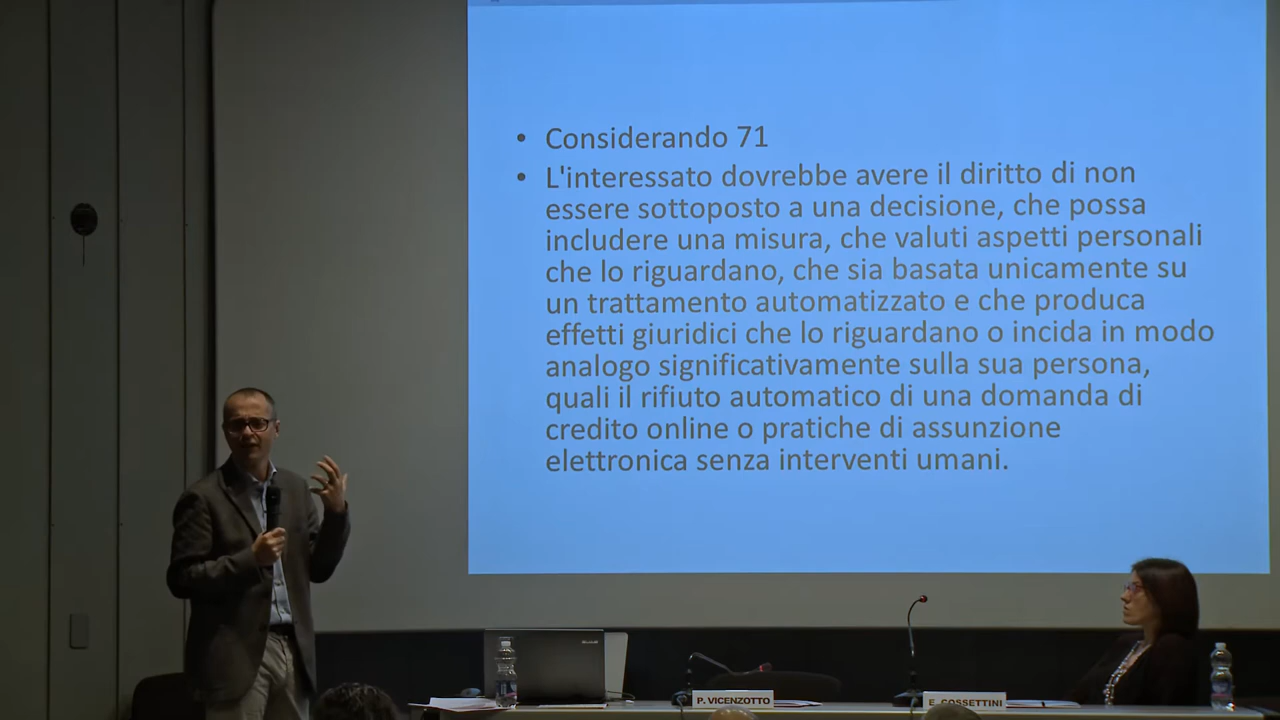 • Considerando 71
• L'interessato dovrebbe avere il diritto di non
essere sottoposto a una decisione, che possa
includere una misura, che valuti aspetti personali
che lo riguardano, che sia basata unicamente su
un trattamento automatizzato e che produca
effetti giuridici che lo riguardano o incida in modo
analogo significativamente sulla sua persona,
quali il rifiuto automatico di una domanda di
credito online o pratiche di assunzione
elettronica senza interventi umani.
P. VICENZOTTO
E. COSSETTINI